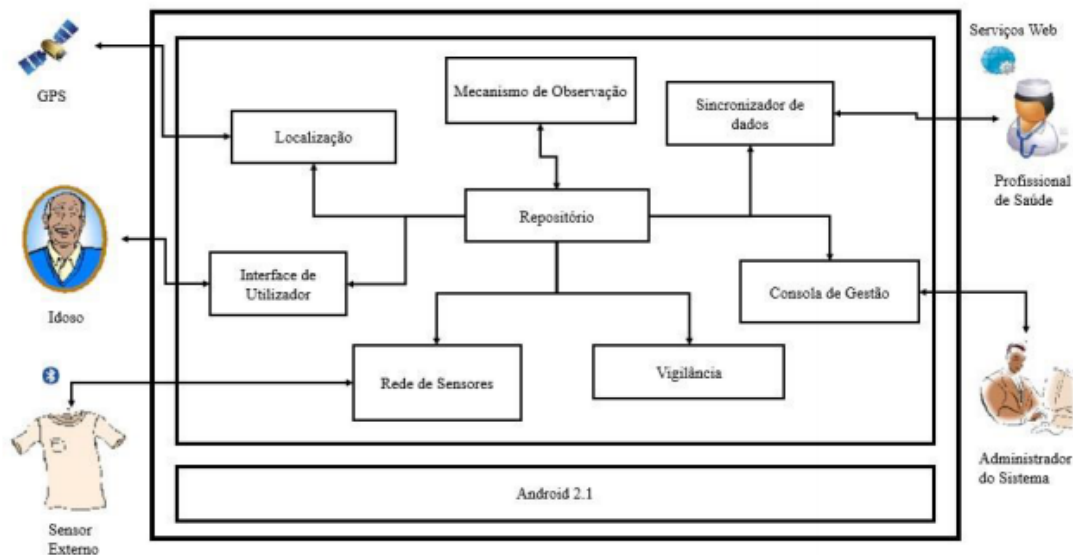 Serviços Web
GPS
Mecanismo de Observação
Sincronizador de
dados
Localização
Profissional
de Saúde
Repositório
Interface de
Utilizador
Consola de Gestão
Idoso
Rede de Sensores
Vigilância
Administrador
do Sistema
Android 2.1
Sensor
Externo